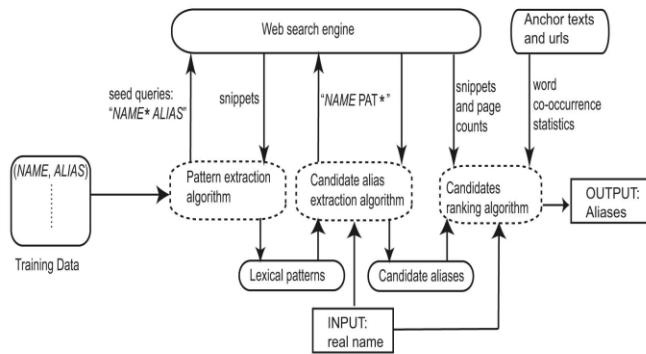 Web search engine
Anchor texts
and urls
seed queries:
“NAME* ALIAS”
snippets
“NAME PAT*”
snippets
and page
counts
word
co-occurrence
statistics
(NAME, ALIAS)
Training Data
Pattern extraction
algorithm
Candidate alias
extraction algorithm
Candidates
ranking algorithm
OUTPUT:
Aliases
Lexical patterns
Candidate aliases
INPUT:
real name